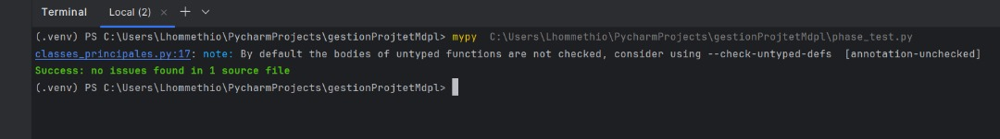 Terminal Local (2) × +
(.venv) PS C:\Users\Lhommethio\PycharmProjects\gestionProjtetMdpl> mypy C:\Users\Lhommethio\PycharmProjects\gestionProjtetMdpl\phase_test.py
classes_principales.py:17: note: By default the bodies of untyped functions are not checked, consider using --check-untyped-defs [annotation-unchecked]
Success: no issues found in 1 source file
(.venv) PS C:\Users\Lhommethio\PycharmProjects\gestionProjtetMdpl>